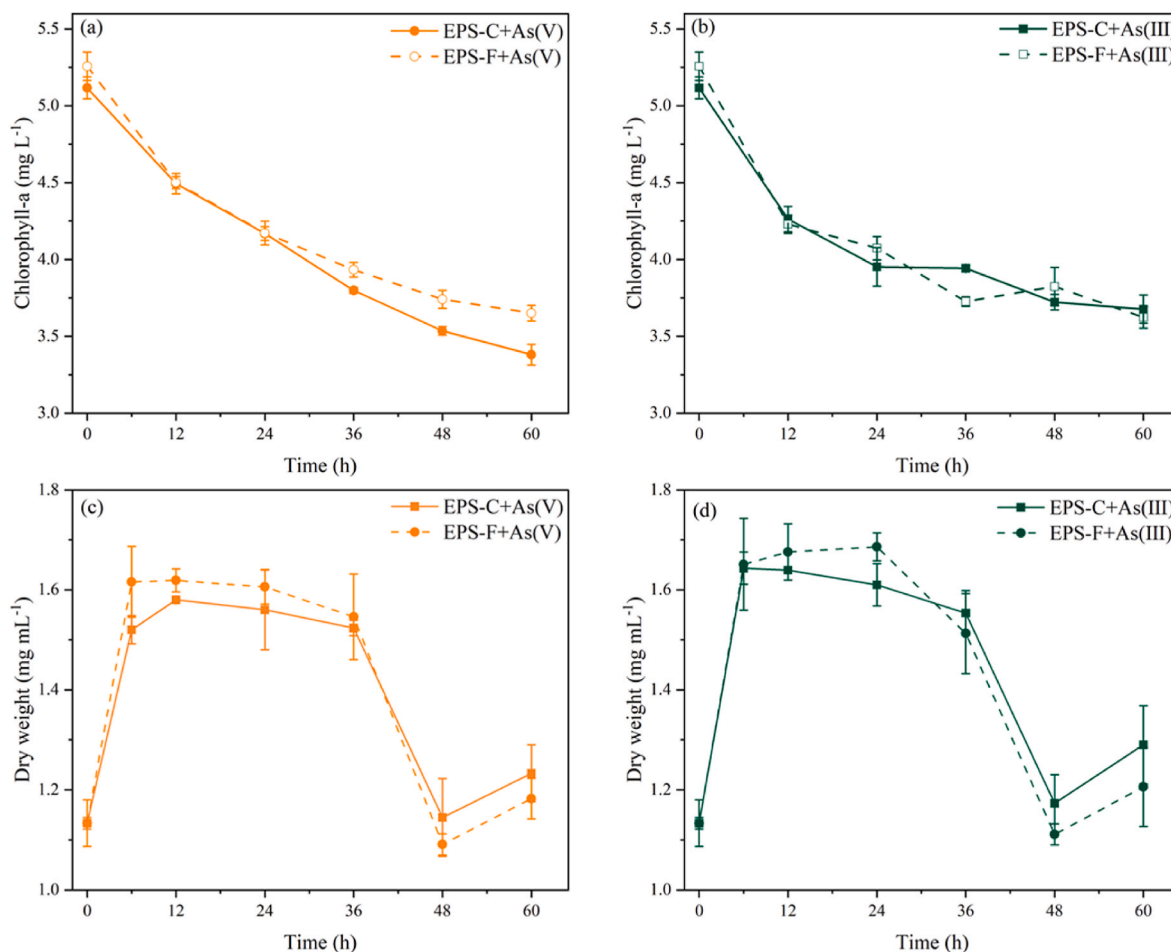 (a)
EPS-C+As(V)
EPS-F+As(V)
Chlorophyll-a (mg L⁻¹)
5.5
5.0
4.5
4.0
3.5
3.0
0 12 24 36 48 60
Time (h)
(b)
EPS-C+As(III)
EPS-F+As(III)
Chlorophyll-a (mg L⁻¹)
5.5
5.0
4.5
4.0
3.5
3.0
0 12 24 36 48 60
Time (h)
(c)
EPS-C+As(V)
EPS-F+As(V)
Dry weight (mg mL⁻¹)
1.8
1.6
1.4
1.2
1.0
0 12 24 36 48 60
Time (h)
(d)
EPS-C+As(III)
EPS-F+As(III)
Dry weight (mg mL⁻¹)
1.8
1.6
1.4
1.2
1.0
0 12 24 36 48 60
Time (h)